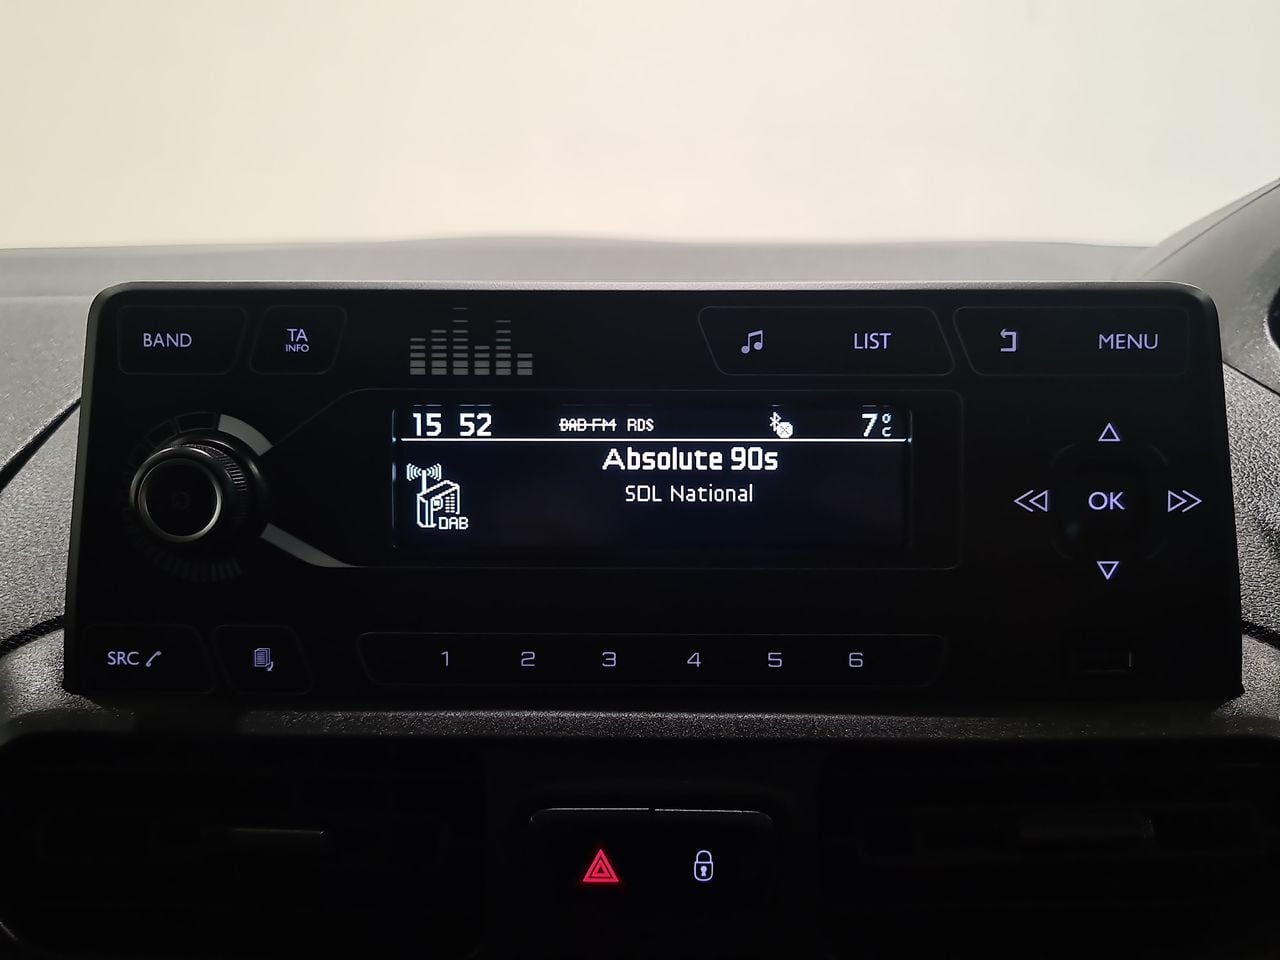 BAND
TA
INFO
LIST
MENU
15 52 DAB-FM RDS 7°C
Absolute 90s
SDL National
DAB
OK
SRC
1 2 3 4 5 6